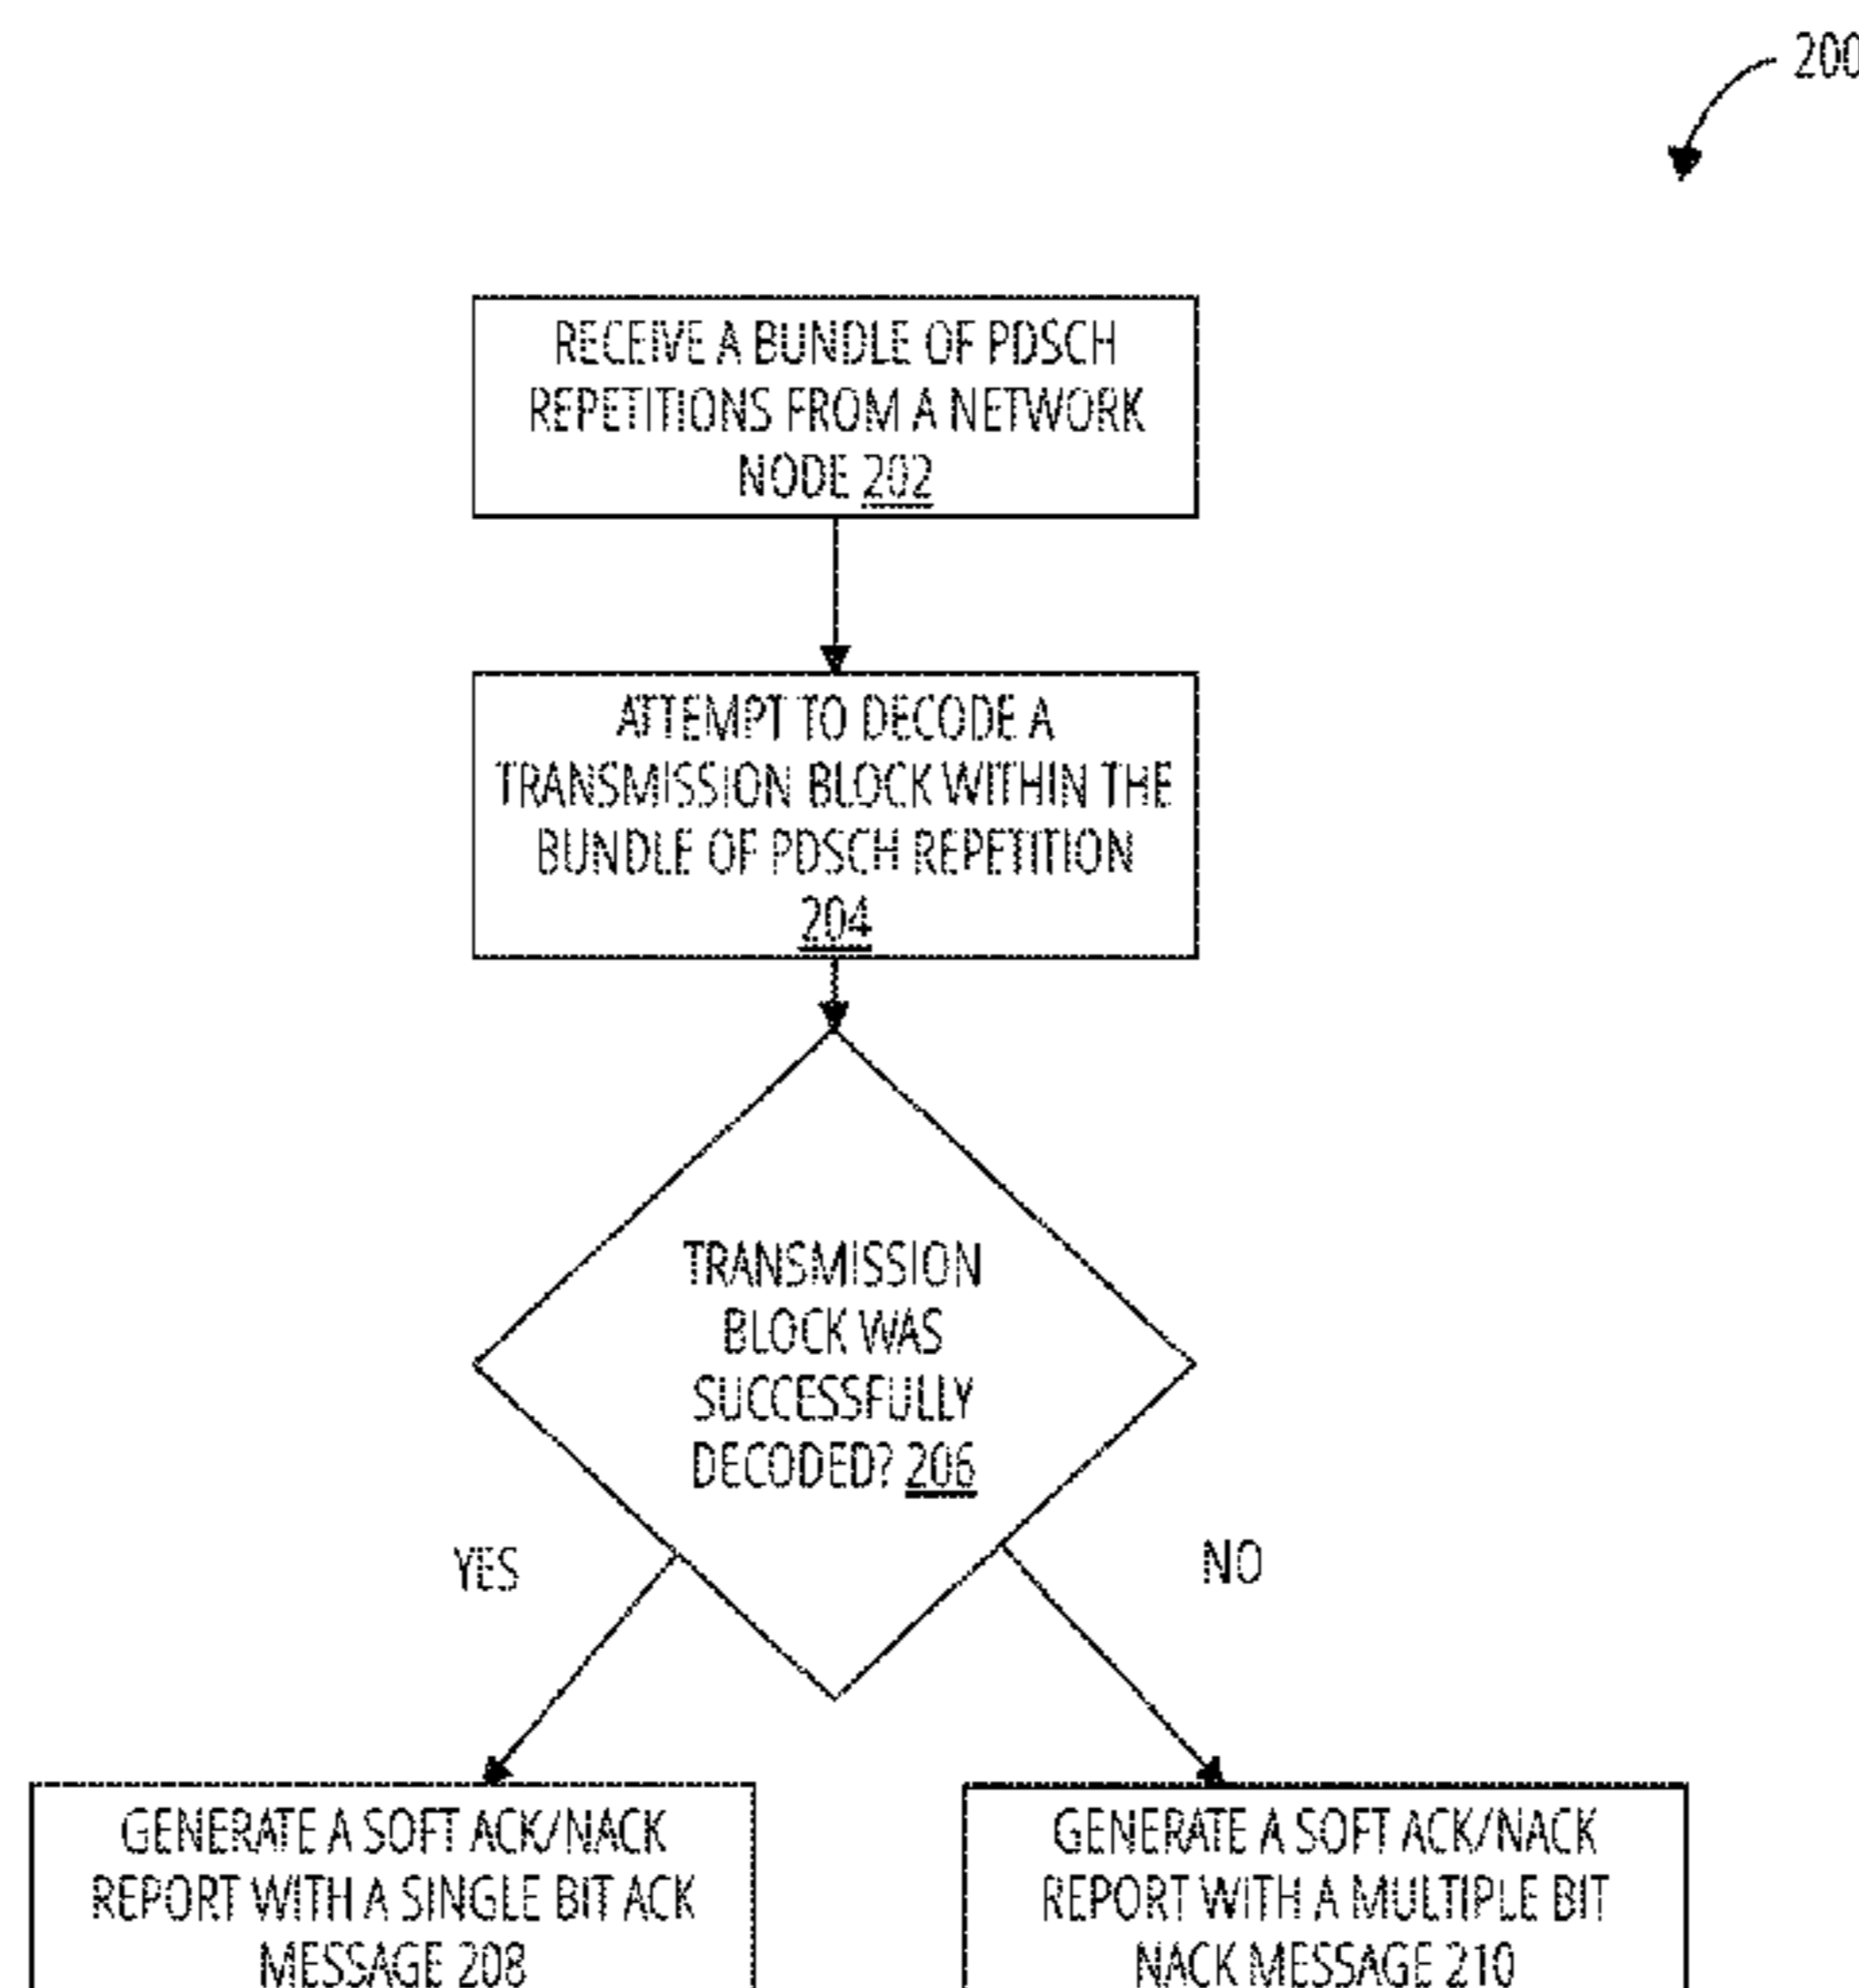 200
RECEIVE A BUNDLE OF PDSCH
REPETITIONS FROM A NETWORK
NODE 202
ATTEMPT TO DECODE A
TRANSMISSION BLOCK WITHIN THE
BUNDLE OF PDSCH REPETITION
204
TRANSMISSION
BLOCK WAS
SUCCESSFULLY
DECODED? 206
YES
NO
GENERATE A SOFT ACK/NACK
REPORT WITH A SINGLE BIT ACK
MESSAGE 208
GENERATE A SOFT ACK/NACK
REPORT WITH A MULTIPLE BIT
NACK MESSAGE 210